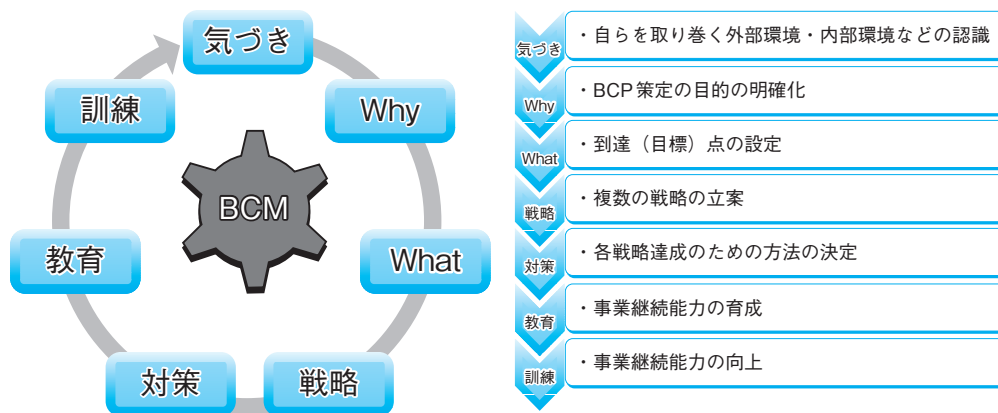 気づき
Why
What
戦略
対策
教育
訓練
BCM
気づき
・自らを取り巻く外部環境・内部環境などの認識
Why
・BCP策定の目的の明確化
What
・到達（目標）点の設定
戦略
・複数の戦略の立案
対策
・各戦略達成のための方法の決定
教育
・事業継続能力の育成
訓練
・事業継続能力の向上